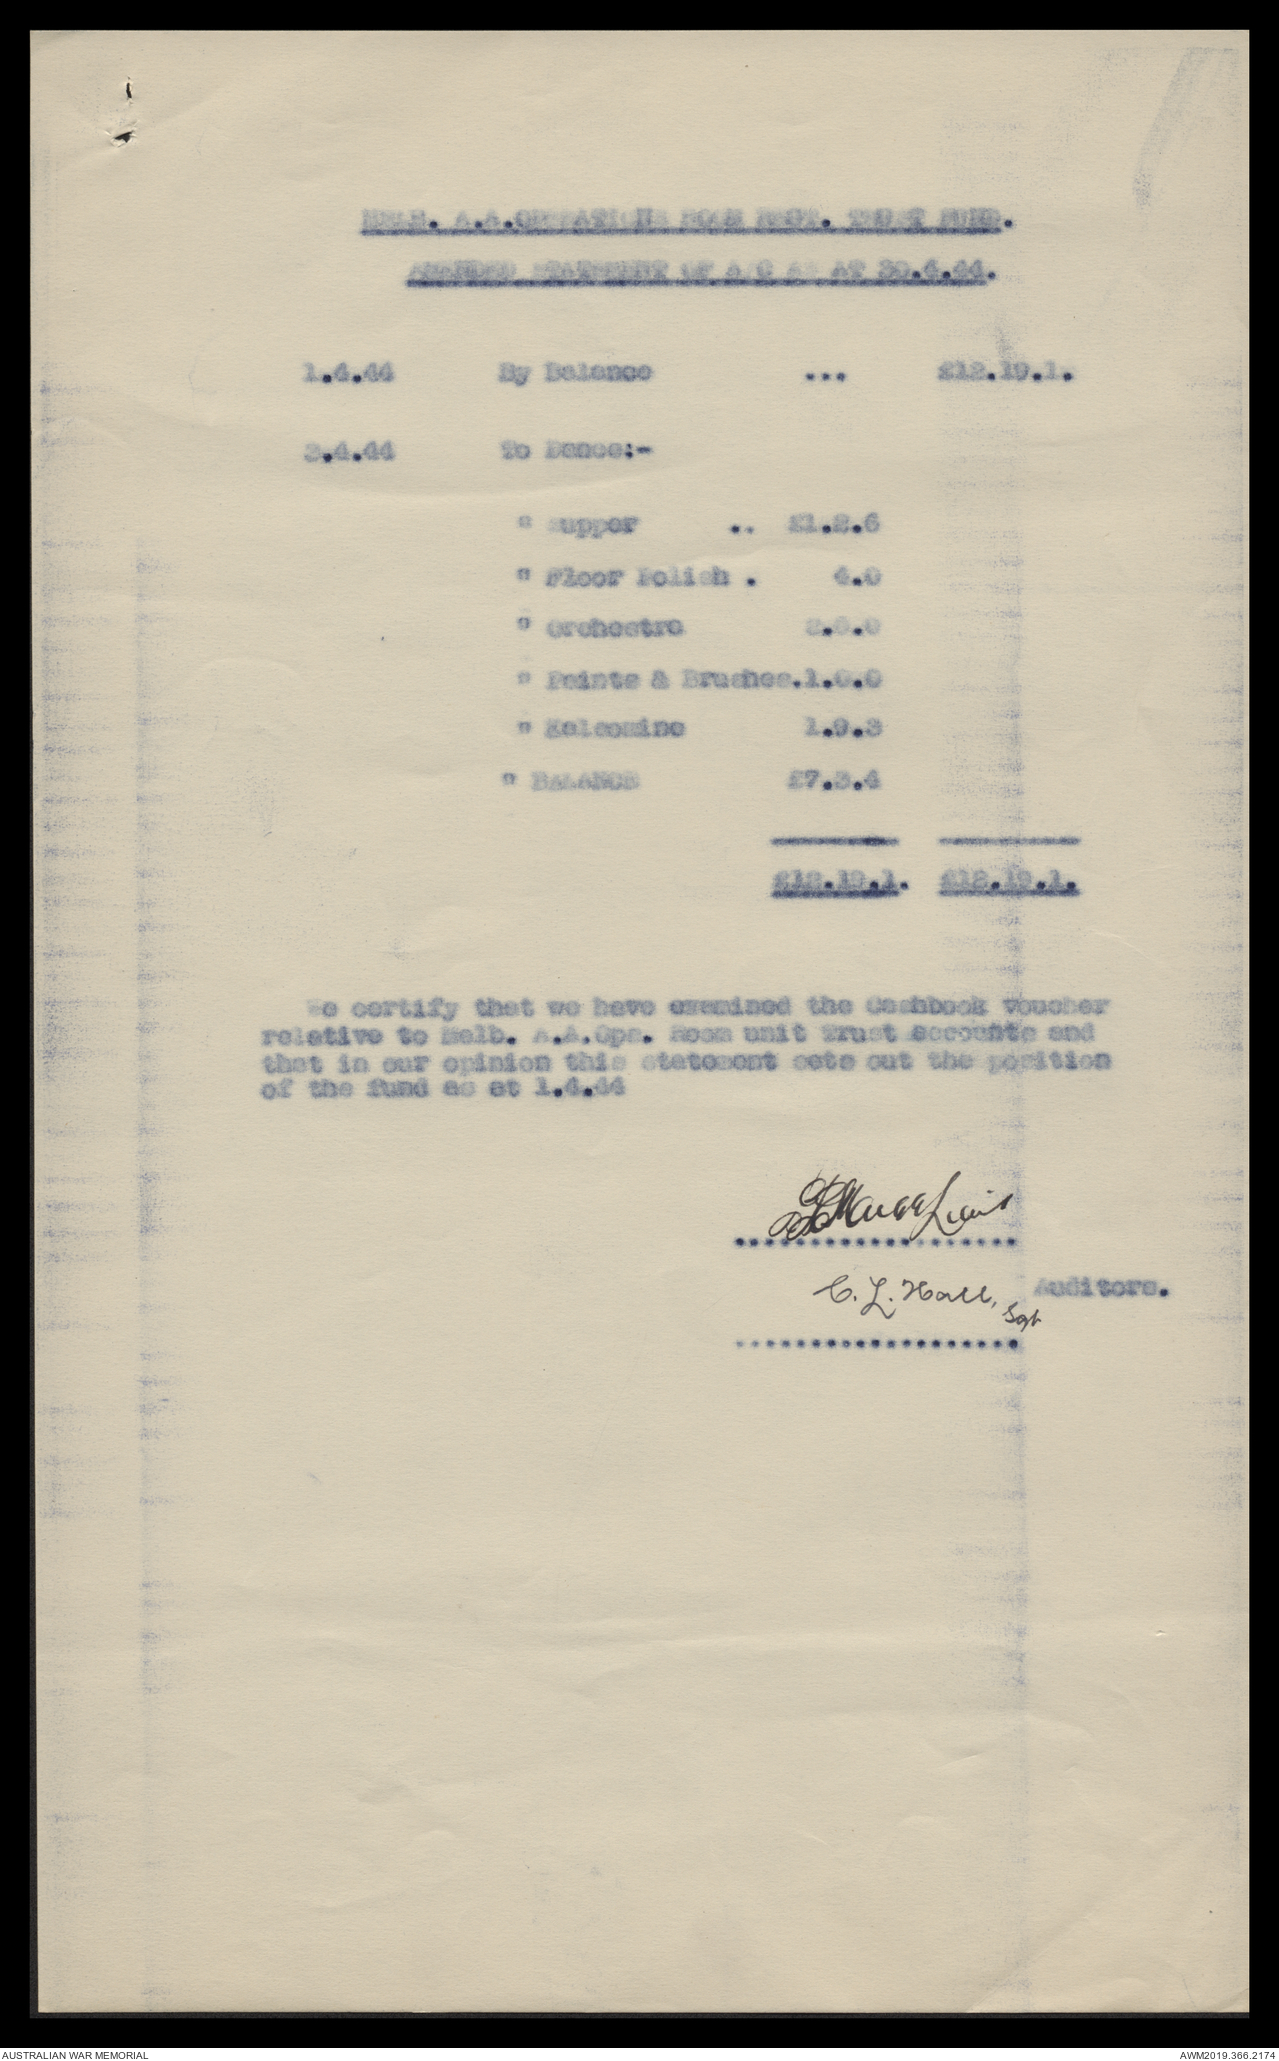 MELB. A.A.OPERATIONS ROOM REGT. TRUST FUND.
AMENDED STATMENT OF A/C AS AT 30.4.44.
1.4.44 By Balance ... £12.19.1.
3.4.44 To Dance:-
" Supper .. £1.2.6
" Floor Polish . 4.0
" Orchestra 2.0.0
" Paints & Brushes.1.0.0
" Kalsomine 1.9.3
" BALANCE £7.3.4
£12.19.1. £12.19.1.
We certify that we have examined the Cashbook voucher
relative to Melb. A.A.Ops. Room unit Trust accounts and
that in our opinion this statement sets out the position
of the fund as at 1.4.44
....................
C. L. Hall, Sgt Auditors.
....................
AUSTRALIAN WAR MEMORIAL AWM2019.366.2174